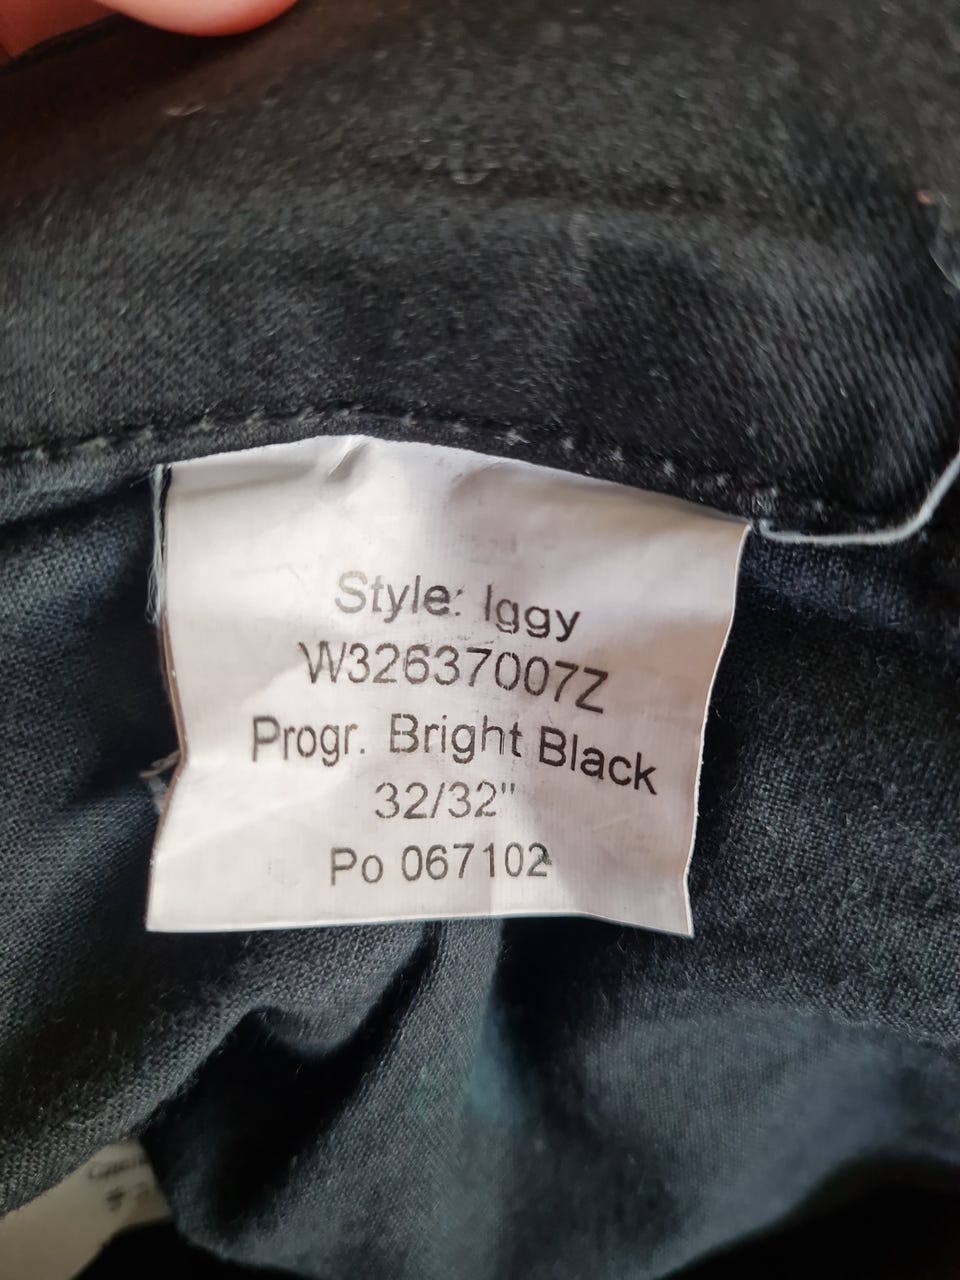 Style: Iggy
W32637007Z
Progr. Bright Black
32/32"
Po 067102